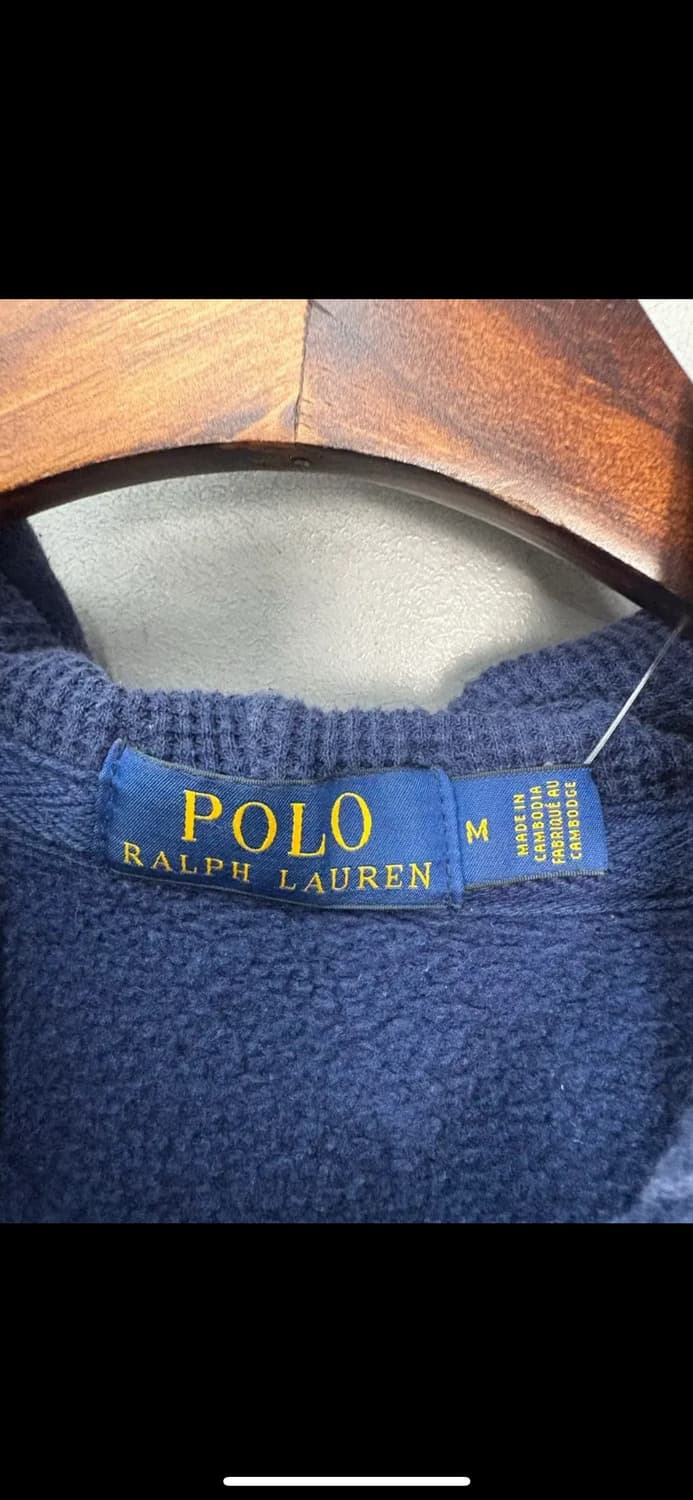 POLO
RALPH LAUREN
M
MADE IN
CAMBODIA
FABRIQUÉ AU
CAMBODGE